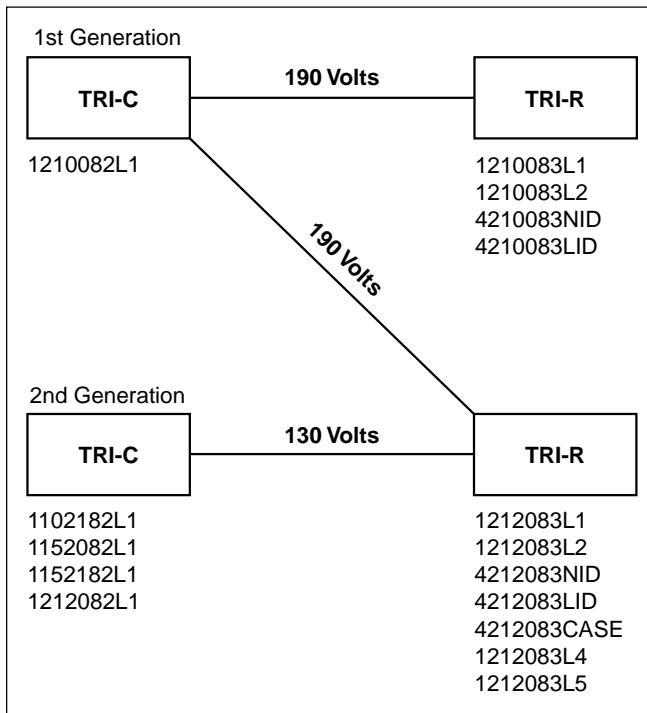 1st Generation
190 Volts
TRI-C
TRI-R
1210082L1
1210083L1
1210083L2
4210083NID
4210083LID
190 Volts
2nd Generation
130 Volts
TRI-C
TRI-R
1102182L1
1152082L1
1152182L1
1212082L1
1212083L1
1212083L2
4212083NID
4212083LID
4212083CASE
1212083L4
1212083L5